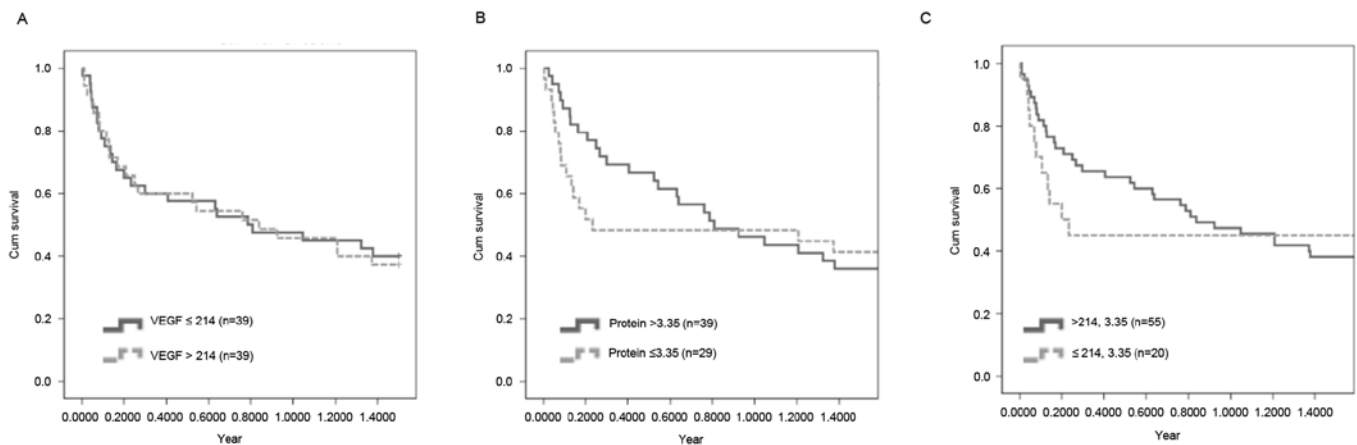 A
Cum survival
1.0
0.8
0.6
0.4
0.2
0.0
VEGF ≤ 214 (n=39)
VEGF > 214 (n=39)
0.0000 0.2000 0.4000 0.6000 0.8000 1.0000 1.2000 1.4000
Year
B
Cum survival
1.0
0.8
0.6
0.4
0.2
0.0
Protein >3.35 (n=39)
Protein ≤3.35 (n=29)
0.0000 0.2000 0.4000 0.6000 0.8000 1.0000 1.2000 1.4000
Year
C
Cum survival
1.0
0.8
0.6
0.4
0.2
0.0
>214, 3.35 (n=55)
≤ 214, 3.35 (n=20)
0.0000 0.2000 0.4000 0.6000 0.8000 1.0000 1.2000 1.4000
Year